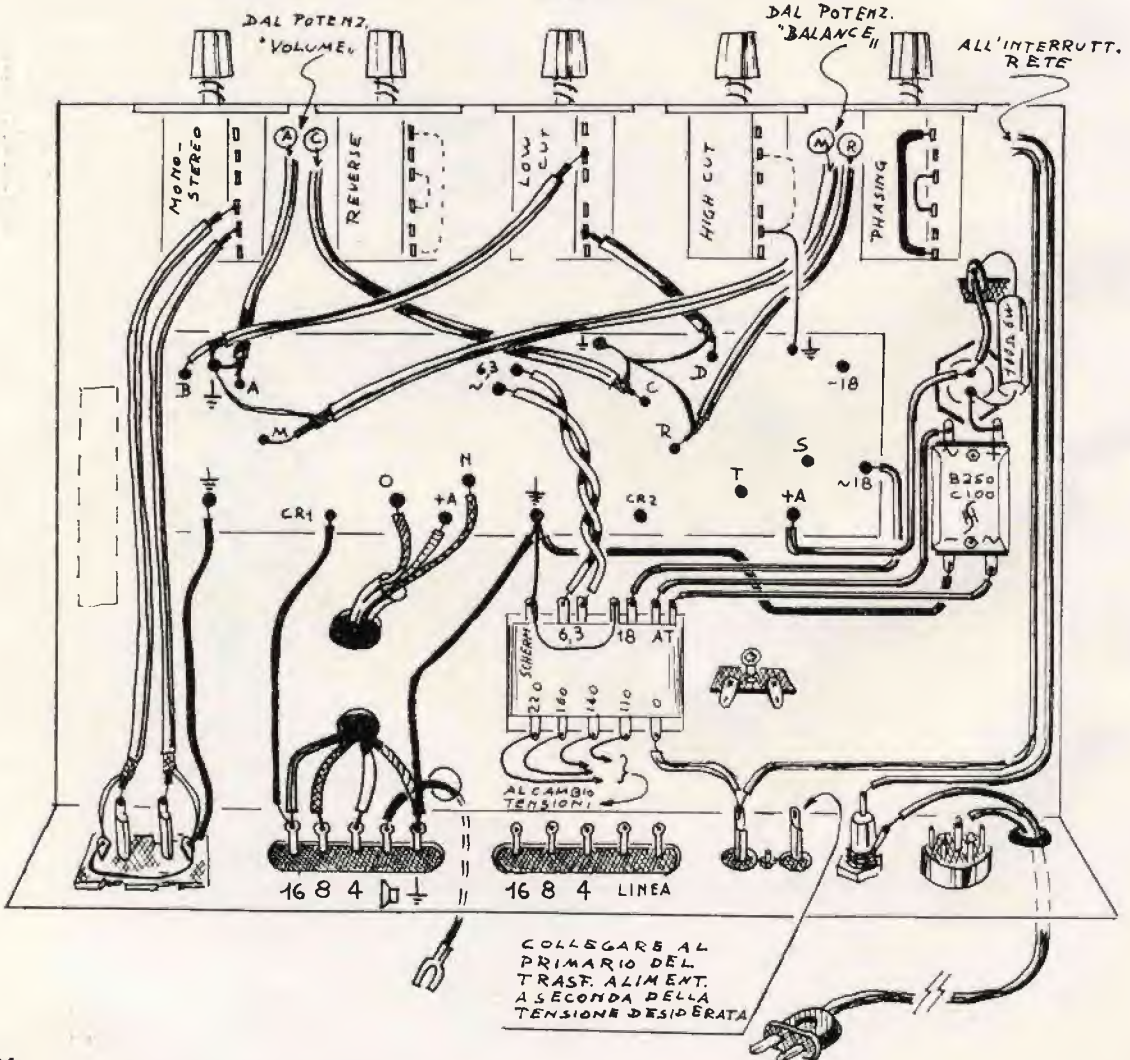 DAL POTENZ.
"VOLUME"
DAL POTENZ.
"BALANCE"
ALL'INTERRUTT.
RETE
MONO-
STEREO
A C
REVERSE
LOW
CUT
HIGH CUT
M R
PHASING
100Ω 6W
B
A
6,3
~
C
D
-18
M
R
S
T
~18
B250
C100
~ +
- ~
O
N
+A
CR1
CR2
+A
SCHERM
6,3 18 AT
220 160 140 110 0
AL CAMBIO
TENSIONI
16 8 4
16 8 4 LINEA
COLLEGARE AL
PRIMARIO DEL
TRASF. ALIMENT.
A SECONDA DELLA
TENSIONE DESIDERATA